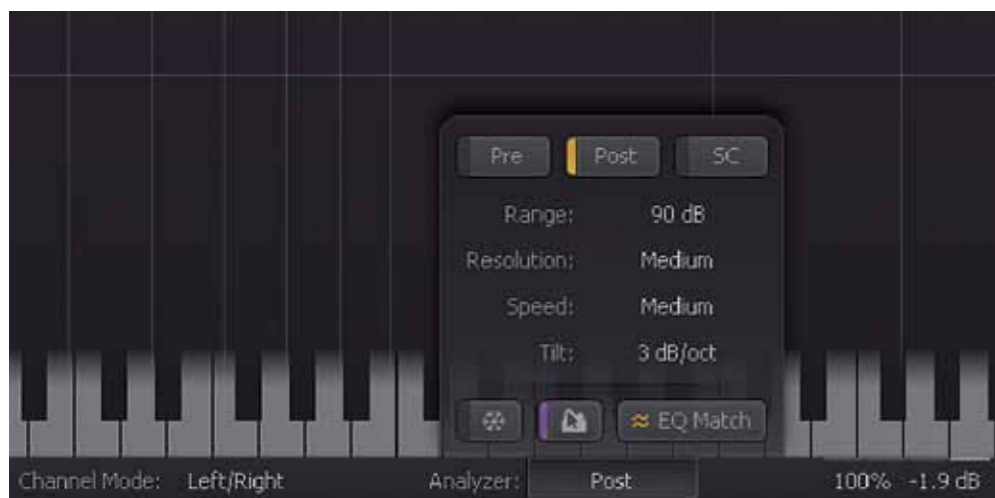 Pre Post SC
Range: 90 dB
Resolution: Medium
Speed: Medium
Tilt: 3 dB/oct
EQ Match
Channel Mode: Left/Right Analyzer: Post 100% -1.9 dB